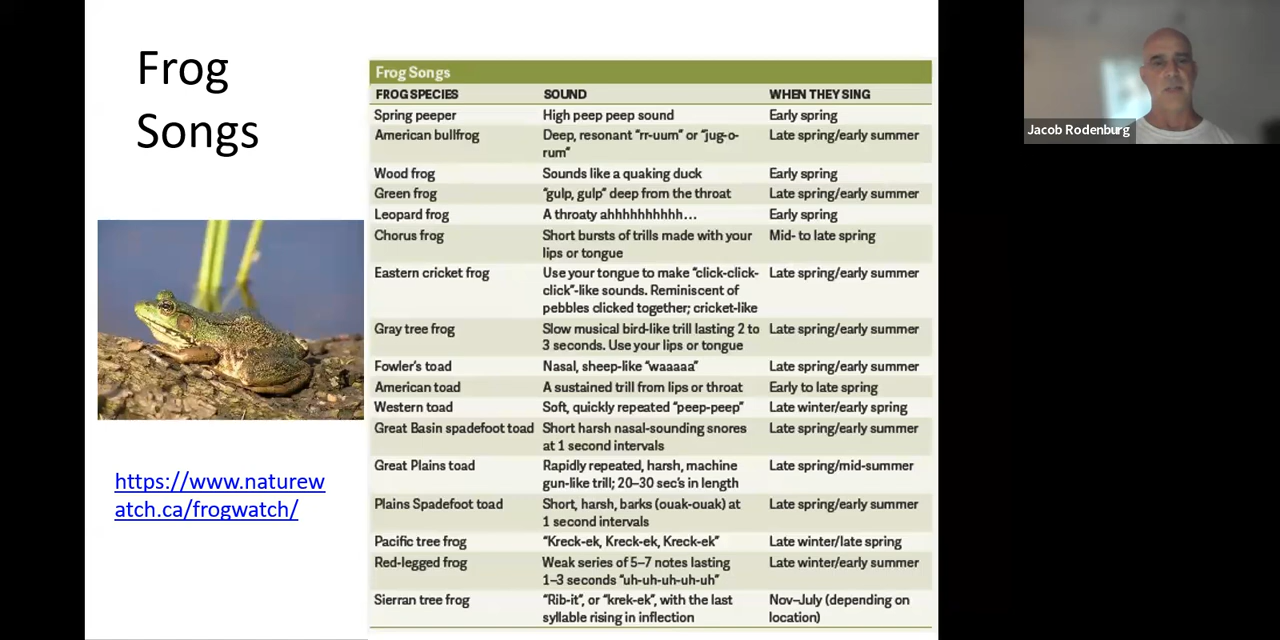 Frog
Songs
https://www.naturew
atch.ca/frogwatch/
Frog Songs
FROG SPECIES SOUND WHEN THEY SING
Spring peeper High peep peep sound Early spring
American bullfrog Deep, resonant “rr-uum” or “jug-o- Late spring/early summer
rum”
Wood frog Sounds like a quaking duck Early spring
Green frog “gulp, gulp” deep from the throat Late spring/early summer
Leopard frog A throaty ahhhhhhhhhh... Early spring
Chorus frog Short bursts of trills made with your Mid- to late spring
lips or tongue
Eastern cricket frog Use your tongue to make “click-click- Late spring/early summer
click”-like sounds. Reminiscent of
pebbles clicked together; cricket-like
Gray tree frog Slow musical bird-like trill lasting 2 to Late spring/early summer
3 seconds. Use your lips or tongue
Fowler’s toad Nasal, sheep-like “waaaaa” Late spring/early summer
American toad A sustained trill from lips or throat Early to late spring
Western toad Soft, quickly repeated “peep-peep” Late winter/early spring
Great Basin spadefoot toad Short harsh nasal-sounding snores Late spring/early summer
at 1 second intervals
Great Plains toad Rapidly repeated, harsh, machine Late spring/mid-summer
gun-like trill; 20–30 sec’s in length
Plains Spadefoot toad Short, harsh, barks (ouak-ouak) at Late spring/early summer
1 second intervals
Pacific tree frog “Kreck-ek, Kreck-ek, Kreck-ek” Late winter/late spring
Red-legged frog Weak series of 5–7 notes lasting Late winter/early summer
1–3 seconds “uh-uh-uh-uh-uh”
Sierran tree frog “Rib-it”, or “krek-ek”, with the last Nov–July (depending on
syllable rising in inflection location)
Jacob Rodenburg